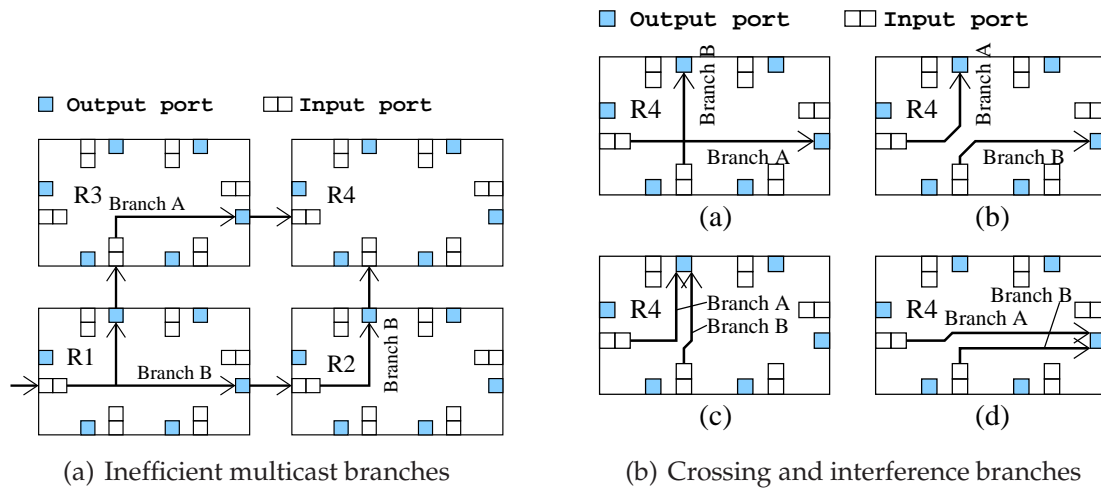 Output port Input port
R3 Branch A R4
R1 Branch B R2 Branch B
(a) Inefficient multicast branches
Output port Input port
R4 Branch B Branch A
(a)
R4 Branch A Branch B
(b)
R4 Branch A
Branch B
(c)
R4 Branch B
Branch A
(d)
(b) Crossing and interference branches